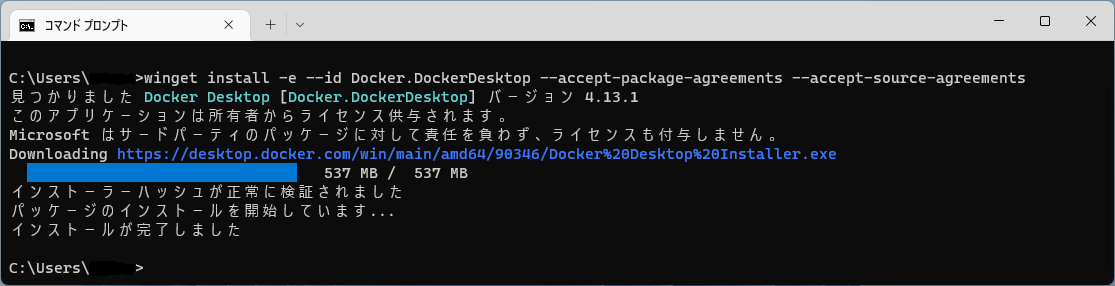 コマンド プロンプト
C:\Users\ >winget install -e --id Docker.DockerDesktop --accept-package-agreements --accept-source-agreements
見つかりました Docker Desktop [Docker.DockerDesktop] バージョン 4.13.1
このアプリケーションは所有者からライセンス供与されます。
Microsoft はサードパーティのパッケージに対して責任を負わず、ライセンスも付与しません。
Downloading https://desktop.docker.com/win/main/amd64/90346/Docker%20Desktop%20Installer.exe
537 MB / 537 MB
インストーラーハッシュが正常に検証されました
パッケージのインストールを開始しています...
インストールが完了しました
C:\Users\ >